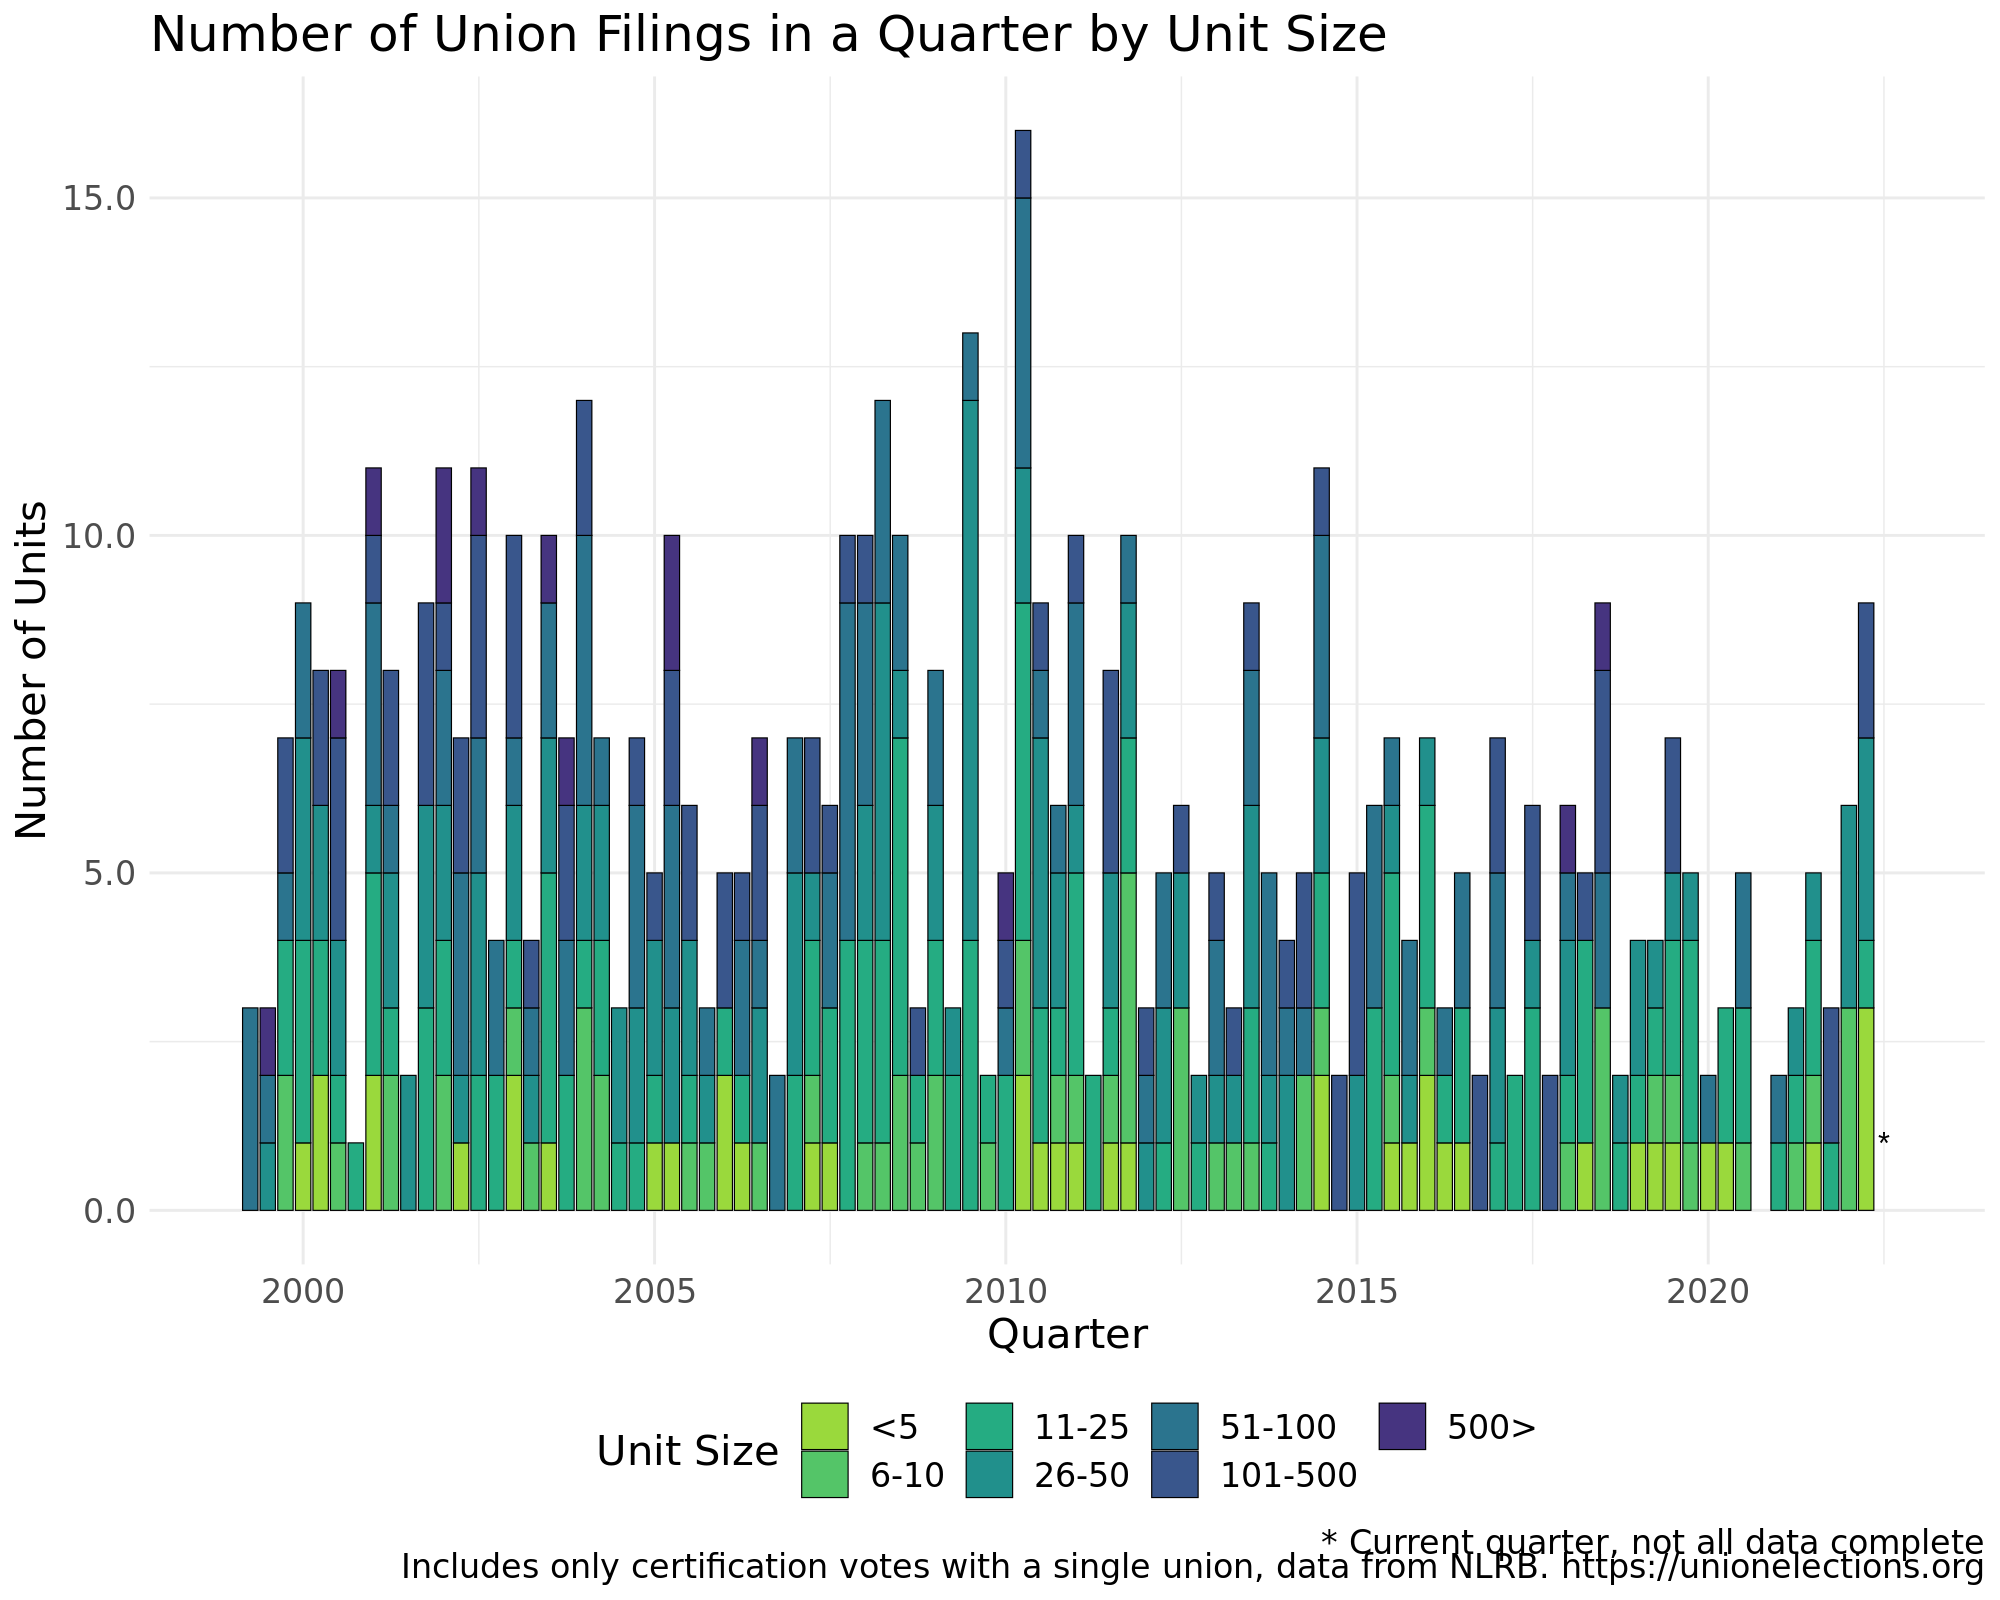 Number of Union Filings in a Quarter by Unit Size
Number of Units
15.0
10.0
5.0
0.0
*
2000 2005 2010 2015 2020
Quarter
Unit Size
<5 11-25 51-100 500>
6-10 26-50 101-500
* Current quarter, not all data complete
Includes only certification votes with a single union, data from NLRB. https://unionelections.org